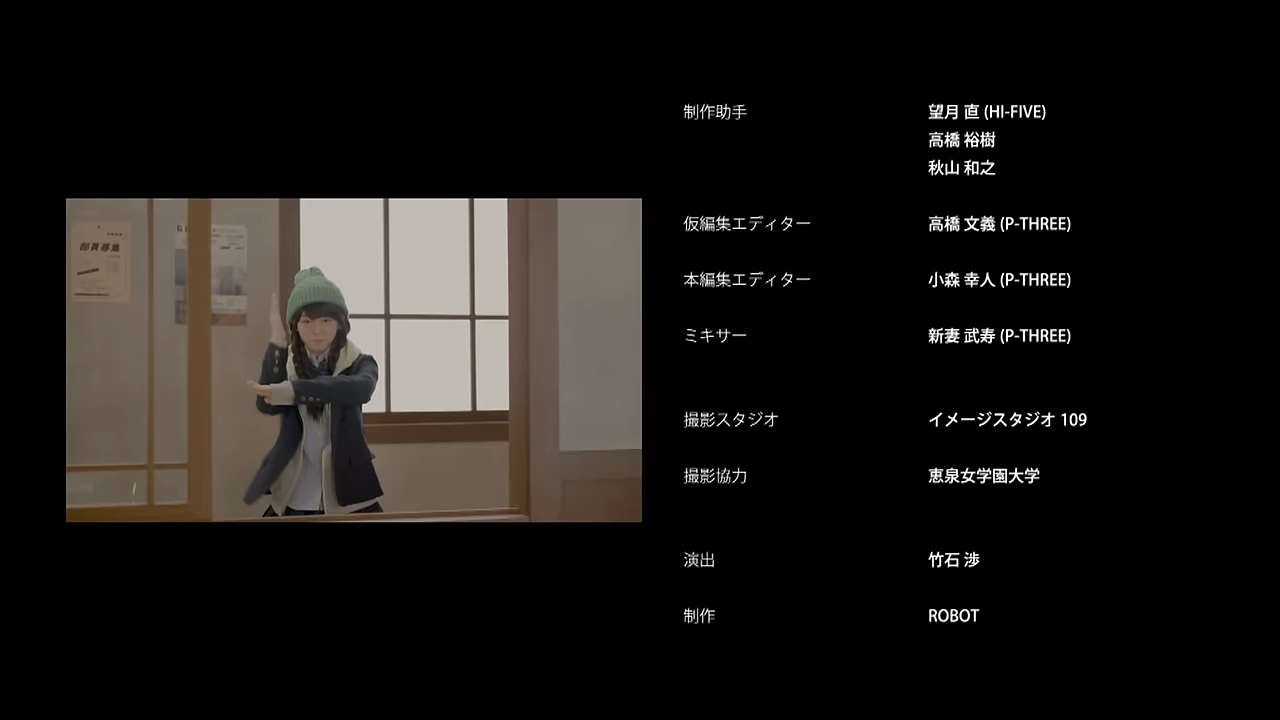 部員募集
制作助手 望月 直 (HI-FIVE)
高橋 裕樹
秋山 和之
仮編集エディター 高橋 文義 (P-THREE)
本編集エディター 小森 幸人 (P-THREE)
ミキサー 新妻 武寿 (P-THREE)
撮影スタジオ イメージスタジオ 109
撮影協力 恵泉女学園大学
演出 竹石 渉
制作 ROBOT